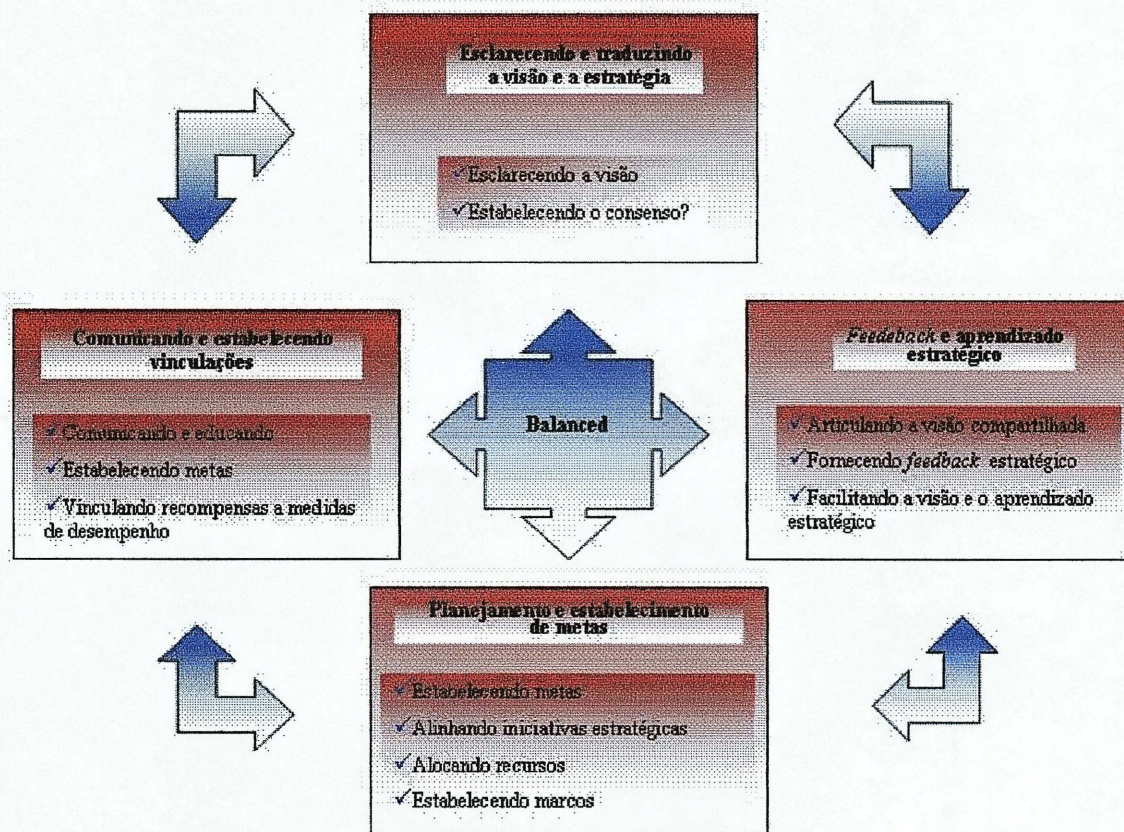 Esclarecendo e traduzindo
a visão e a estratégia
✓Esclarecendo a visão
✓Estabelecendo o consenso?
Comunicando e estabelecendo
vinculações
✓Comunicando e educando
✓Estabelecendo metas
✓Vinculando recompensas a medidas
de desempenho
Balanced
Feedeback e aprendizado
estratégico
✓Articulando a visão compartilhada
✓Fornecendo feedback estratégico
✓Facilitando a visão e o aprendizado
estratégico
Planejamento e estabelecimento
de metas
✓Estabelecendo metas
✓Alinhando iniciativas estratégicas
✓Alocando recursos
✓Estabelecendo marcos